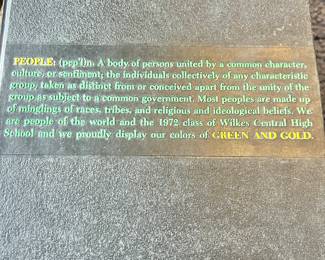 PEOPLE: (pep'l)n. A body of persons united by a common character,
culture, or sentiment; the individuals collectively of any characteristic
group, taken as distinct from or conceived apart from the unity of the
group as subject to a common government. Most peoples are made up
of minglings of races, tribes, and religious and ideological beliefs. We
are people of the world and the 1972 class of Wilkes Central High
School and we proudly display our colors of GREEN AND GOLD.